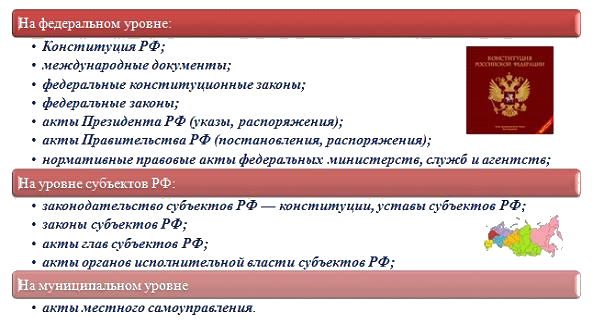 На федеральном уровне:
• Конституция РФ;
• международные документы;
• федеральные конституционные законы;
• федеральные законы;
• акты Президента РФ (указы, распоряжения);
• акты Правительства РФ (постановления, распоряжения);
• нормативные правовые акты федеральных министерств, служб и агентств;
КОНСТИТУЦИЯ
РОССИЙСКОЙ ФЕДЕРАЦИИ
На уровне субъектов РФ:
• законодательство субъектов РФ — конституции, уставы субъектов РФ;
• законы субъектов РФ;
• акты глав субъектов РФ;
• акты органов исполнительной власти субъектов РФ;
На муниципальном уровне
• акты местного самоуправления.